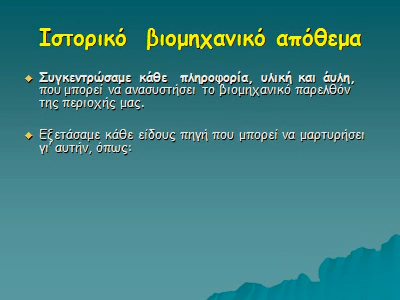 Ιστορικό βιομηχανικό απόθεμα
Συγκεντρώσαμε κάθε πληροφορία, υλική και άυλη,
που μπορεί να ανασυστήσει το βιομηχανικό παρελθόν
της περιοχής μας.
Εξετάσαμε κάθε είδους πηγή που μπορεί να μαρτυρήσει
γι΄αυτήν, όπως: